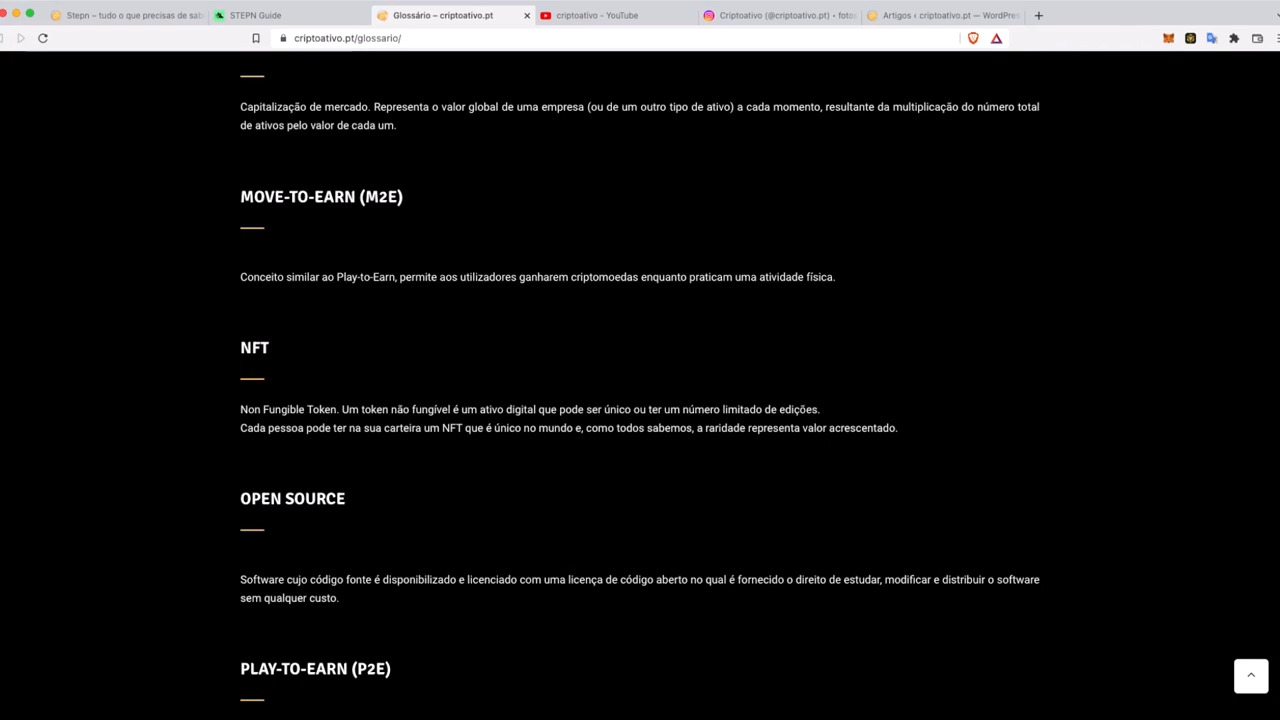 Stepn – tudo o que precisas de sab
STEPN Guide
Glossário – criptoativo.pt
criptoativo - YouTube
Criptoativo (@criptoativo.pt) • fotos
Artigos ‹ criptoativo.pt — WordPres
criptoativo.pt/glossario/
Capitalização de mercado. Representa o valor global de uma empresa (ou de um outro tipo de ativo) a cada momento, resultante da multiplicação do número total
de ativos pelo valor de cada um.
MOVE-TO-EARN (M2E)
Conceito similar ao Play-to-Earn, permite aos utilizadores ganharem criptomoedas enquanto praticam uma atividade física.
NFT
Non Fungible Token. Um token não fungível é um ativo digital que pode ser único ou ter um número limitado de edições.
Cada pessoa pode ter na sua carteira um NFT que é único no mundo e, como todos sabemos, a raridade representa valor acrescentado.
OPEN SOURCE
Software cujo código fonte é disponibilizado e licenciado com uma licença de código aberto no qual é fornecido o direito de estudar, modificar e distribuir o software
sem qualquer custo.
PLAY-TO-EARN (P2E)